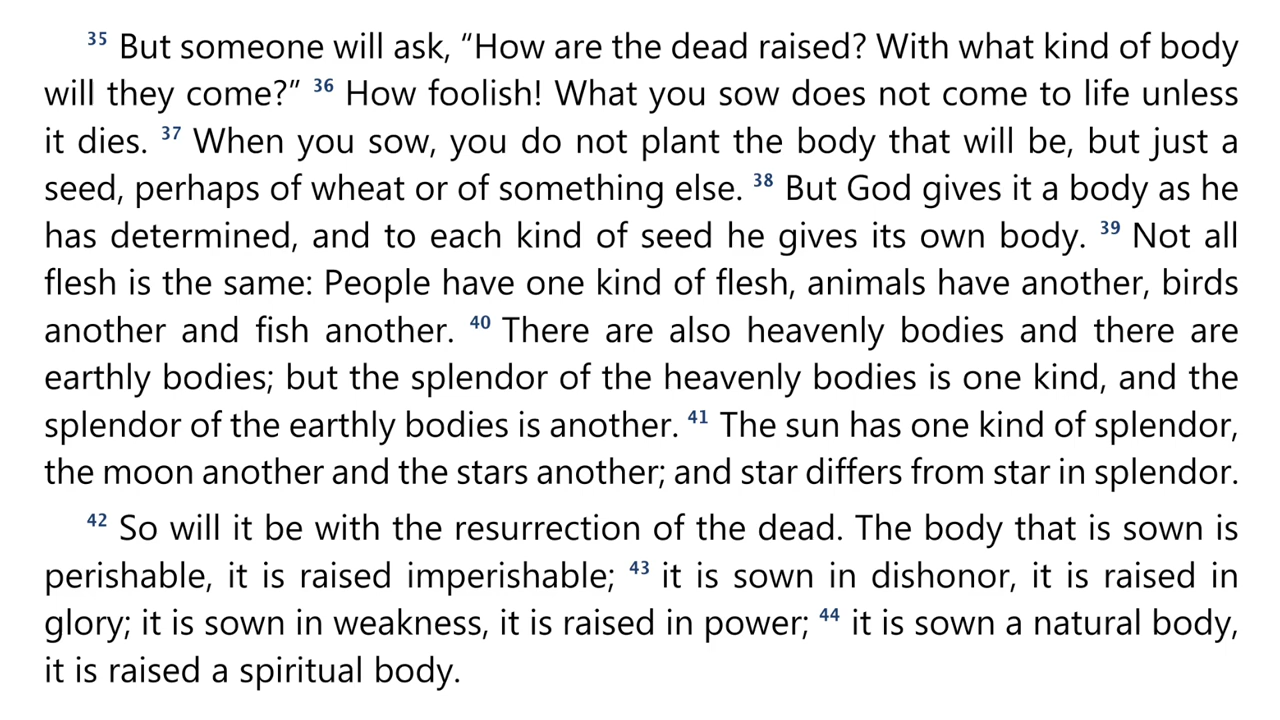 35 But someone will ask, “How are the dead raised? With what kind of body
will they come?” 36 How foolish! What you sow does not come to life unless
it dies. 37 When you sow, you do not plant the body that will be, but just a
seed, perhaps of wheat or of something else. 38 But God gives it a body as he
has determined, and to each kind of seed he gives its own body. 39 Not all
flesh is the same: People have one kind of flesh, animals have another, birds
another and fish another. 40 There are also heavenly bodies and there are
earthly bodies; but the splendor of the heavenly bodies is one kind, and the
splendor of the earthly bodies is another. 41 The sun has one kind of splendor,
the moon another and the stars another; and star differs from star in splendor.
42 So will it be with the resurrection of the dead. The body that is sown is
perishable, it is raised imperishable; 43 it is sown in dishonor, it is raised in
glory; it is sown in weakness, it is raised in power; 44 it is sown a natural body,
it is raised a spiritual body.